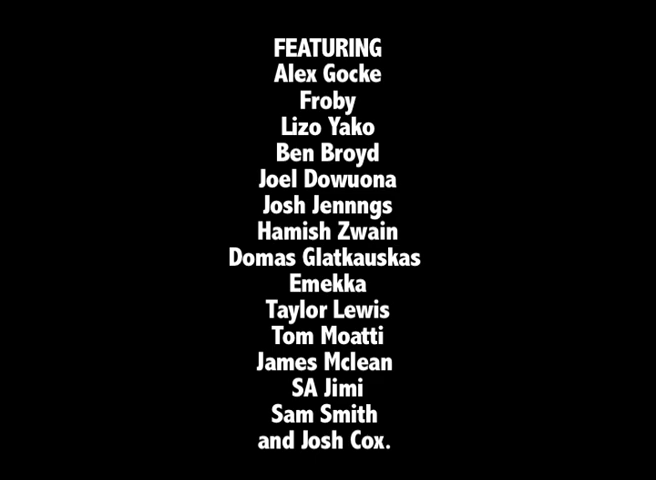 FEATURING
Alex Gocke
Froby
Lizo Yako
Ben Broyd
Joel Dowuona
Josh Jennngs
Hamish Zwain
Domas Glatkauskas
Emekka
Taylor Lewis
Tom Moatti
James Mclean
SA Jimi
Sam Smith
and Josh Cox.